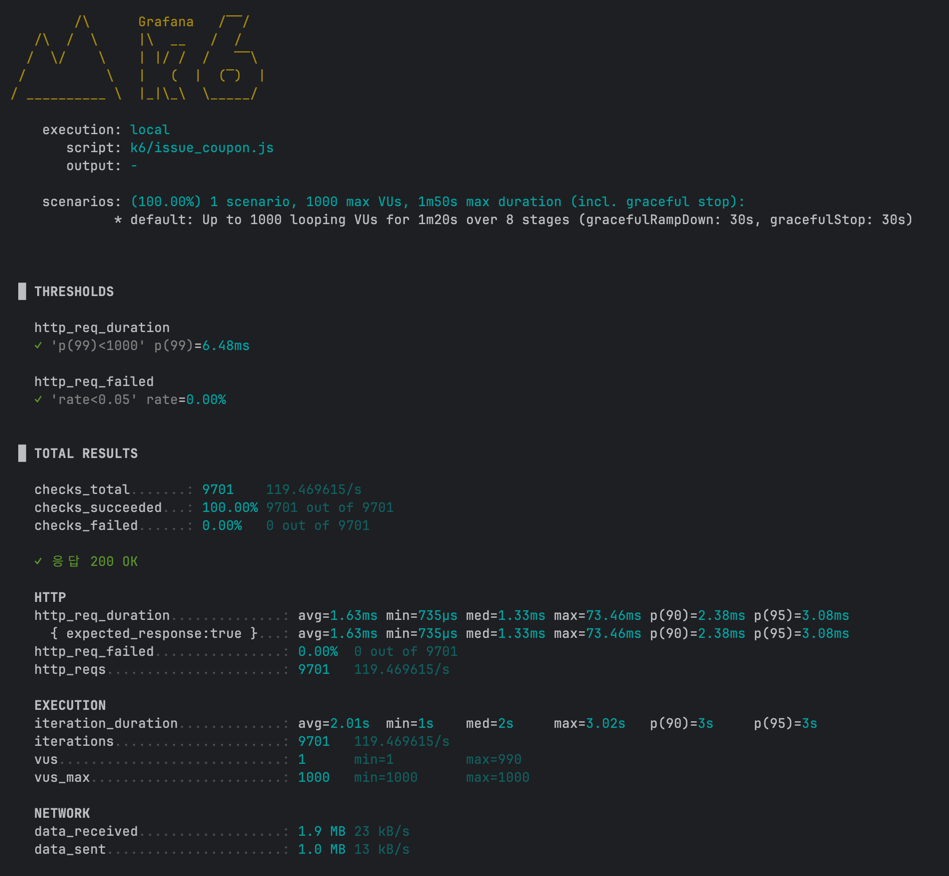 /\      Grafana   /‾‾/
    /\  /  \     |\  __   /  /
   /  \/    \    | |/ /  /   ‾‾\
  /          \   |   (  |  (‾)  |
 / __________ \  |_|\_\  \_____/

     execution: local
        script: k6/issue_coupon.js
        output: -

     scenarios: (100.00%) 1 scenario, 1000 max VUs, 1m50s max duration (incl. graceful stop):
              * default: Up to 1000 looping VUs for 1m20s over 8 stages (gracefulRampDown: 30s, gracefulStop: 30s)

  █ THRESHOLDS

    http_req_duration
    ✓ 'p(99)<1000' p(99)=6.48ms

    http_req_failed
    ✓ 'rate<0.05' rate=0.00%

  █ TOTAL RESULTS

    checks_total.......: 9701    119.469615/s
    checks_succeeded...: 100.00% 9701 out of 9701
    checks_failed......: 0.00%   0 out of 9701

    ✓ 응답 200 OK

    HTTP
    http_req_duration..............: avg=1.63ms min=735µs med=1.33ms max=73.46ms p(90)=2.38ms p(95)=3.08ms
      { expected_response:true }...: avg=1.63ms min=735µs med=1.33ms max=73.46ms p(90)=2.38ms p(95)=3.08ms
    http_req_failed................: 0.00%  0 out of 9701
    http_reqs......................: 9701   119.469615/s

    EXECUTION
    iteration_duration.............: avg=2.01s  min=1s    med=2s     max=3.02s   p(90)=3s     p(95)=3s
    iterations.....................: 9701   119.469615/s
    vus............................: 1      min=1         max=990
    vus_max........................: 1000   min=1000      max=1000

    NETWORK
    data_received..................: 1.9 MB 23 kB/s
    data_sent......................: 1.0 MB 13 kB/s